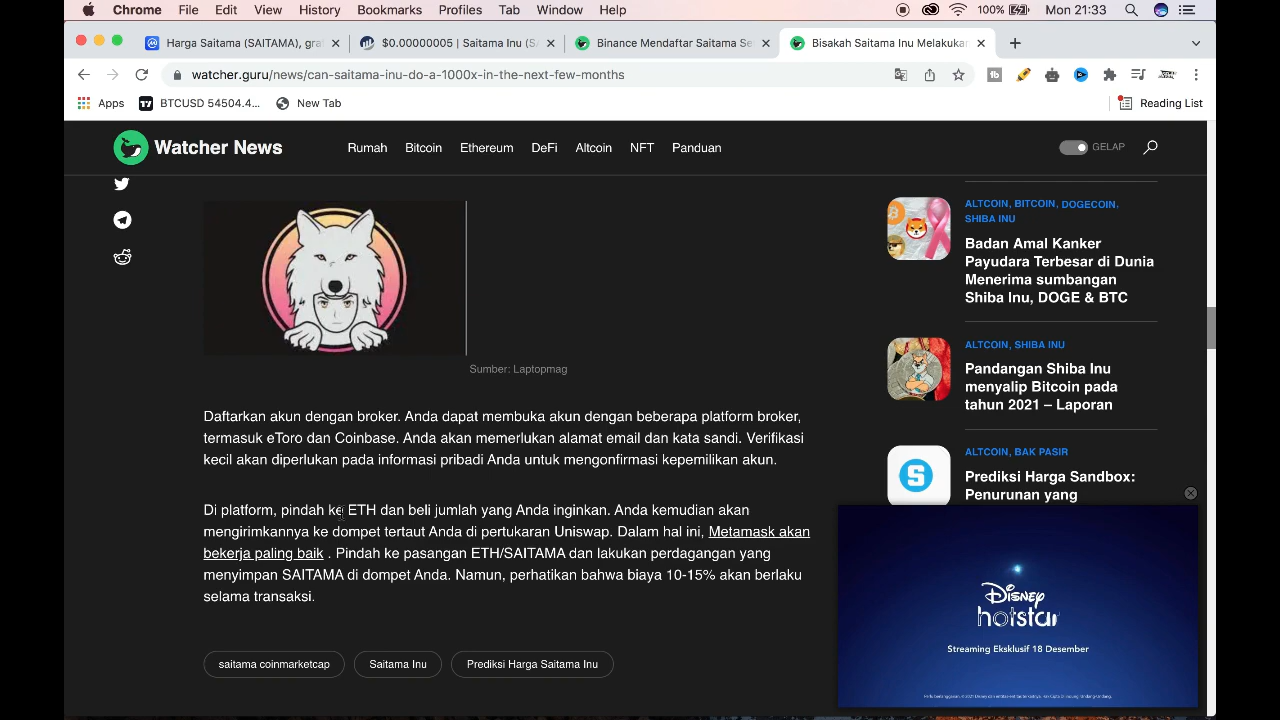 Chrome File Edit View History Bookmarks Profiles Tab Window Help 100% Mon 21:33
Harga Saitama (SAITAMA), gra
$0.00000005 | Saitama Inu (S
Binance Mendaftar Saitama Se
Bisakah Saitama Inu Melakukan
watcher.guru/news/can-saitama-inu-do-a-1000x-in-the-next-few-months
Apps BTCUSD 54504.4... New Tab Reading List
Watcher News Rumah Bitcoin Ethereum DeFi Altcoin NFT Panduan GELAP
Sumber: Laptopmag
Daftarkan akun dengan broker. Anda dapat membuka akun dengan beberapa platform broker,
termasuk eToro dan Coinbase. Anda akan memerlukan alamat email dan kata sandi. Verifikasi
kecil akan diperlukan pada informasi pribadi Anda untuk mengonfirmasi kepemilikan akun.
Di platform, pindah ke ETH dan beli jumlah yang Anda inginkan. Anda kemudian akan
mengirimkannya ke dompet tertaut Anda di pertukaran Uniswap. Dalam hal ini, Metamask akan
bekerja paling baik . Pindah ke pasangan ETH/SAITAMA dan lakukan perdagangan yang
menyimpan SAITAMA di dompet Anda. Namun, perhatikan bahwa biaya 10-15% akan berlaku
selama transaksi.
saitama coinmarketcap Saitama Inu Prediksi Harga Saitama Inu
ALTCOIN, BITCOIN, DOGECOIN,
SHIBA INU
Badan Amal Kanker
Payudara Terbesar di Dunia
Menerima sumbangan
Shiba Inu, DOGE & BTC
ALTCOIN, SHIBA INU
Pandangan Shiba Inu
menyalip Bitcoin pada
tahun 2021 – Laporan
ALTCOIN, BAK PASIR
Prediksi Harga Sandbox:
Penurunan yang
Disney
hotstar
Streaming Eksklusif 18 Desember